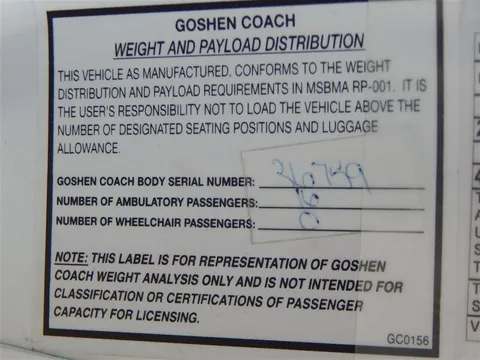 GOSHEN COACH
WEIGHT AND PAYLOAD DISTRIBUTION
THIS VEHICLE AS MANUFACTURED, CONFORMS TO THE WEIGHT
DISTRIBUTION AND PAYLOAD REQUIREMENTS IN MSBMA RP-001. IT IS
THE USER'S RESPONSIBILITY NOT TO LOAD THE VEHICLE ABOVE THE
NUMBER OF DESIGNATED SEATING POSITIONS AND LUGGAGE
ALLOWANCE.
GOSHEN COACH BODY SERIAL NUMBER:
NUMBER OF AMBULATORY PASSENGERS: 16
NUMBER OF WHEELCHAIR PASSENGERS: 0
NOTE: THIS LABEL IS FOR REPRESENTATION OF GOSHEN
COACH WEIGHT ANALYSIS ONLY AND IS NOT INTENDED FOR
CLASSIFICATION OR CERTIFICATIONS OF PASSENGER
CAPACITY FOR LICENSING.
GC0156